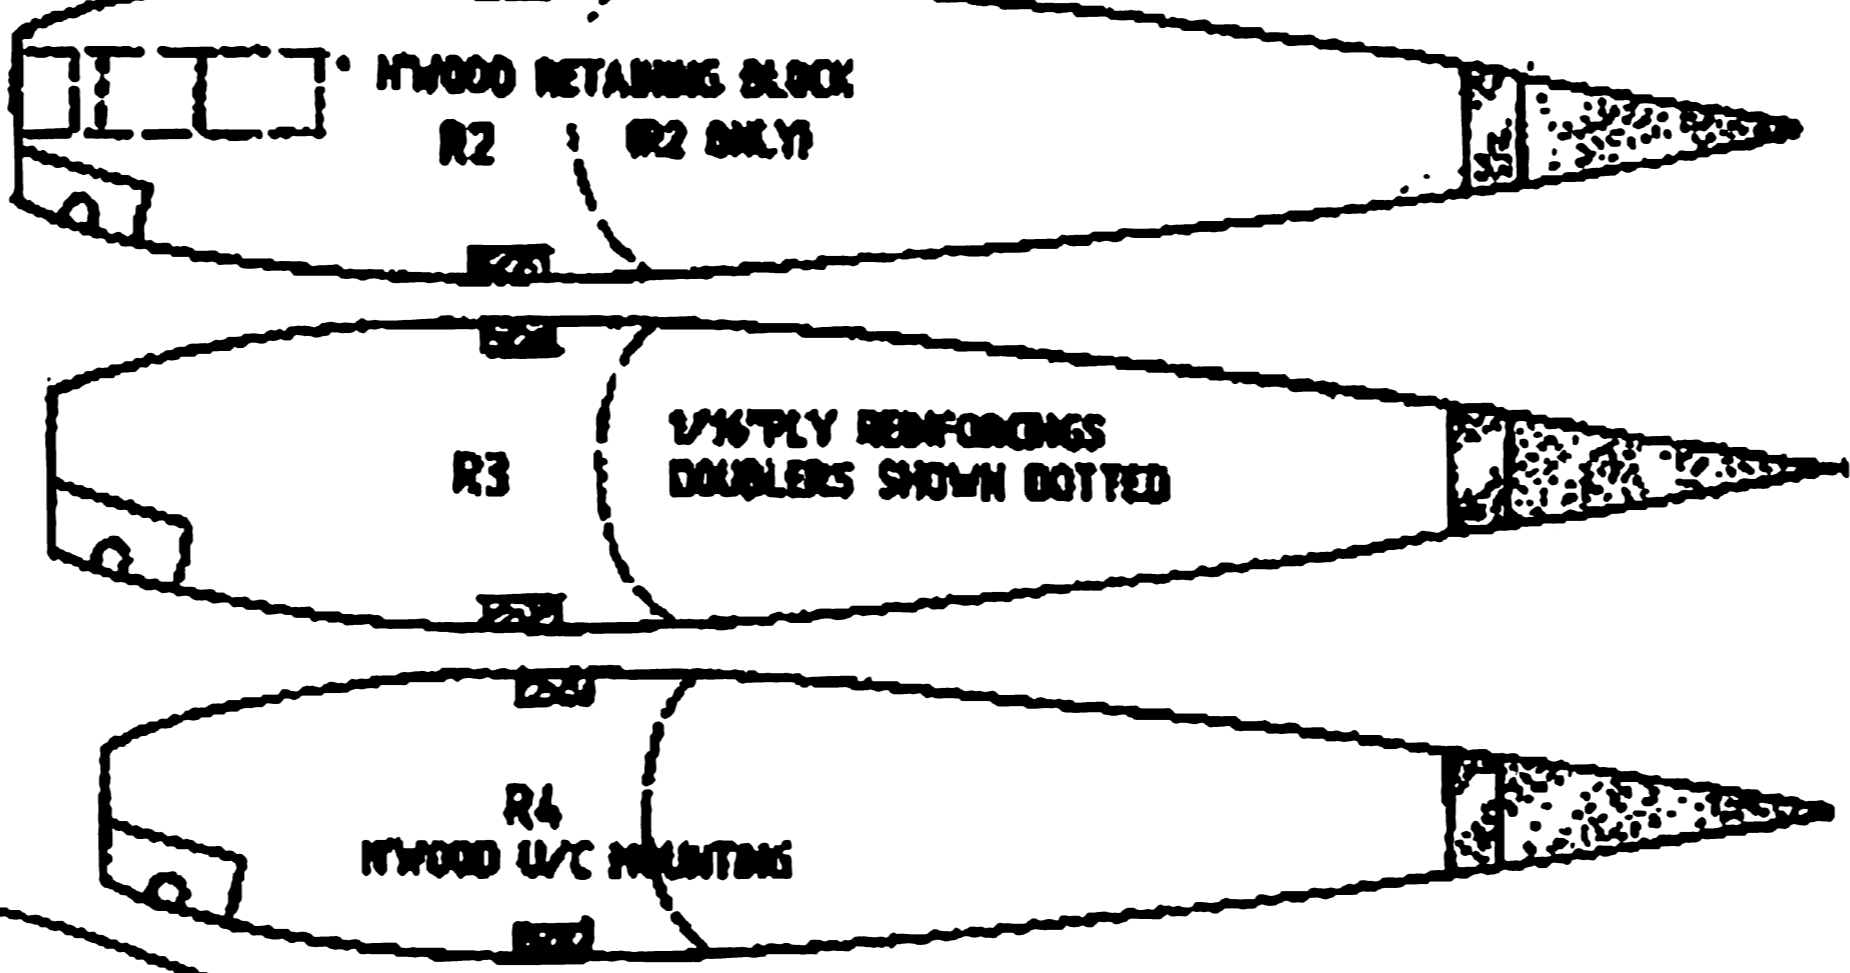 H'WOOD RETAINING BLOCK
R2 (R2 ONLY)
R3
1/16" PLY REINFORCINGS
DOUBLERS SHOWN DOTTED
R4
H'WOOD U/C MOUNTING